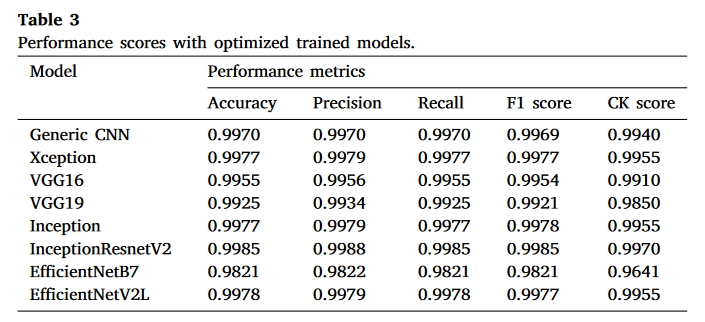 Table 3
Performance scores with optimized trained models.
Model Performance metrics
Accuracy Precision Recall F1 score CK score
Generic CNN 0.9970 0.9970 0.9970 0.9969 0.9940
Xception 0.9977 0.9979 0.9977 0.9977 0.9955
VGG16 0.9955 0.9956 0.9955 0.9954 0.9910
VGG19 0.9925 0.9934 0.9925 0.9921 0.9850
Inception 0.9977 0.9979 0.9977 0.9978 0.9955
InceptionResnetV2 0.9985 0.9988 0.9985 0.9985 0.9970
EfficientNetB7 0.9821 0.9822 0.9821 0.9821 0.9641
EfficientNetV2L 0.9978 0.9979 0.9978 0.9977 0.9955